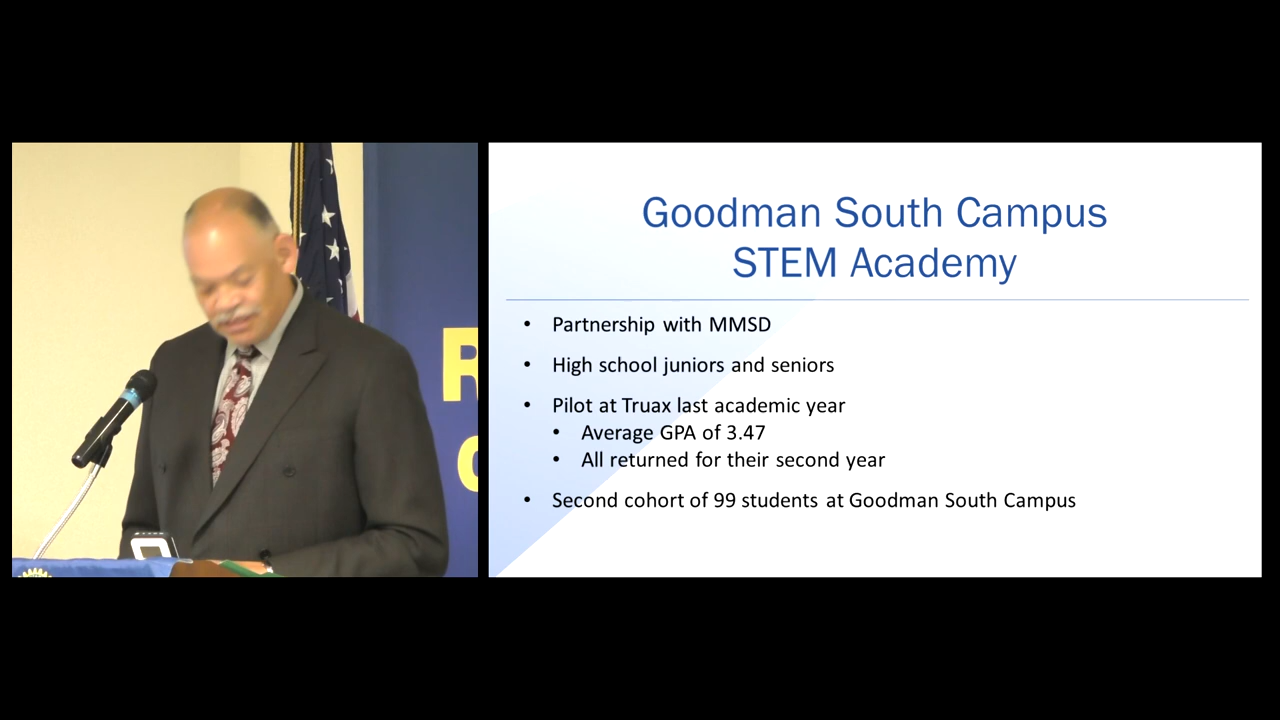 R
Goodman South Campus
STEM Academy
• Partnership with MMSD
• High school juniors and seniors
• Pilot at Truax last academic year
• Average GPA of 3.47
• All returned for their second year
• Second cohort of 99 students at Goodman South Campus